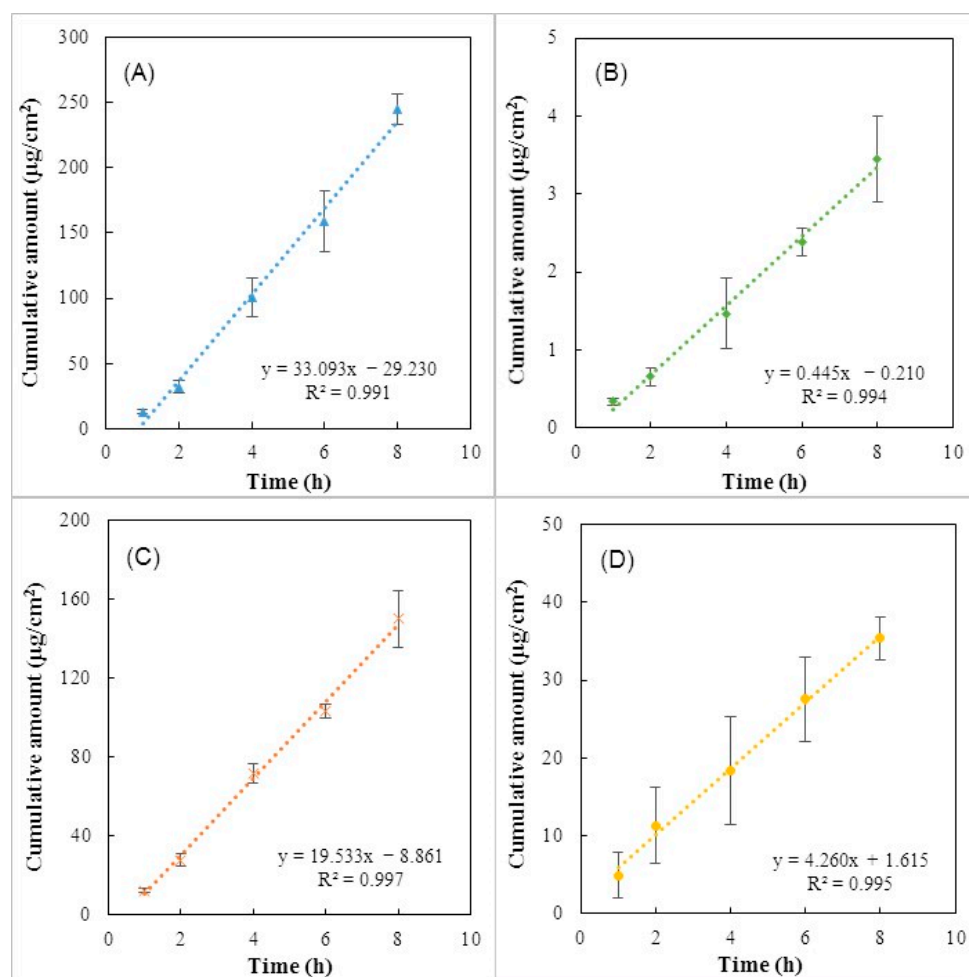 (A)
Cumulative amount (µg/cm²)
300
250
200
150
100
50
0
y = 33.093x − 29.230
R² = 0.991
0 2 4 6 8 10
Time (h)
(B)
Cumulative amount (µg/cm²)
5
4
3
2
1
0
y = 0.445x − 0.210
R² = 0.994
0 2 4 6 8 10
Time (h)
(C)
Cumulative amount (µg/cm²)
200
160
120
80
40
0
y = 19.533x − 8.861
R² = 0.997
0 2 4 6 8 10
Time (h)
(D)
Cumulative amount (µg/cm²)
50
40
30
20
10
0
y = 4.260x + 1.615
R² = 0.995
0 2 4 6 8 10
Time (h)